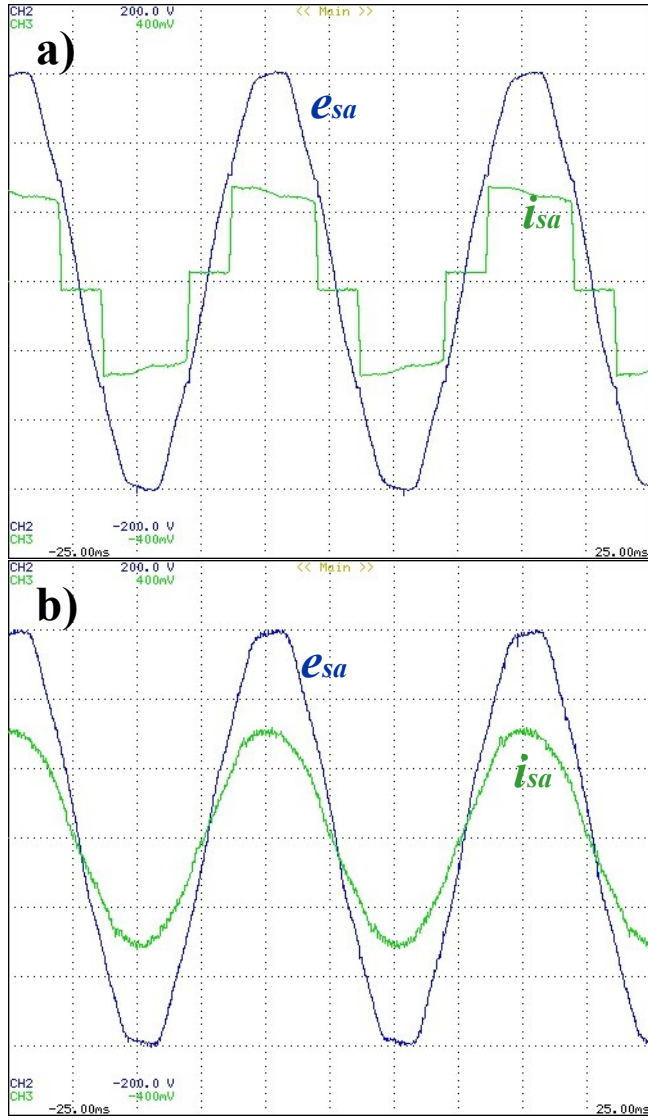 CH2 200.0 V << Main >>
CH3 400mV
a)
esa
isa
CH2 -200.0 V
CH3 -400mV
-25.00ms 25.00ms
CH2 200.0 V << Main >>
CH3 400mV
b)
esa
isa
CH2 -200.0 V
CH3 -400mV
-25.00ms 25.00ms